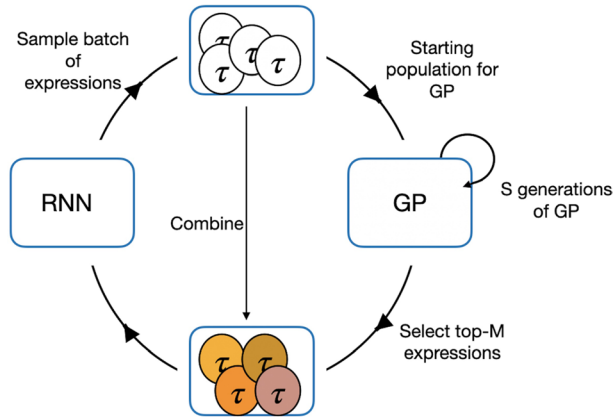 Sample batch
of
expressions
τ
τ
τ
τ
Starting
population for
GP
RNN
GP
S generations
of GP
Combine
Select top-M
expressions
τ
τ
τ
τ